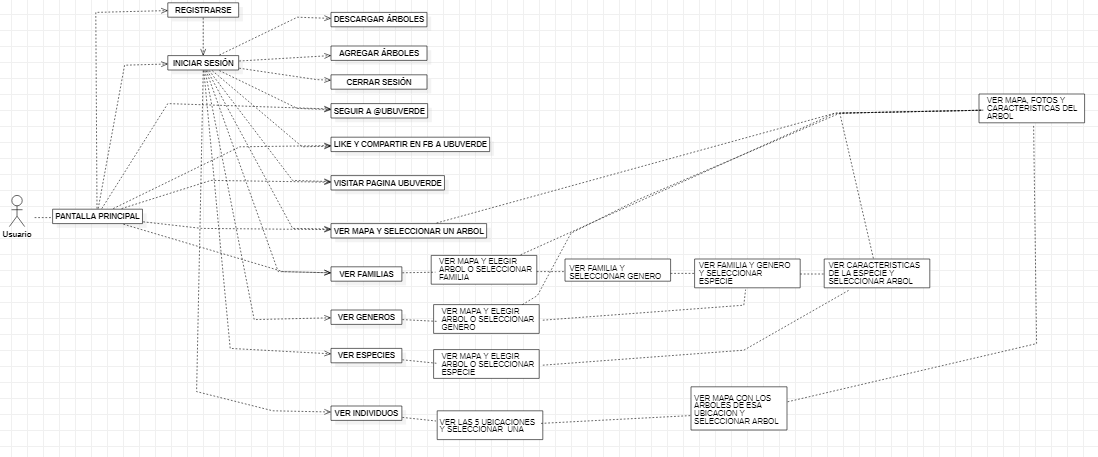 REGISTRARSE
DESCARGAR ÁRBOLES
AGREGAR ÁRBOLES
INICIAR SESIÓN
CERRAR SESIÓN
SEGUIR A @UBUVERDE
VER MAPA, FOTOS Y
CARACTERISTICAS DEL
ARBOL
LIKE Y COMPARTIR EN FB A UBUVERDE
VISITAR PAGINA UBUVERDE
Usuario
PANTALLA PRINCIPAL
VER MAPA Y SELECCIONAR UN ARBOL
VER FAMILIAS
VER MAPA Y ELEGIR
ARBOL O SELECCIONAR
FAMILIA
VER FAMILIA Y
SELECCIONAR GENERO
VER FAMILIA Y GENERO
Y SELECCIONAR
ESPECIE
VER CARACTERISTICAS
DE LA ESPECIE Y
SELECCIONAR ARBOL
VER GENEROS
VER MAPA Y ELEGIR
ARBOL O SELECCIONAR
GENERO
VER ESPECIES
VER MAPA Y ELEGIR
ARBOL O SELECCIONAR
ESPECIE
VER INDIVIDUOS
VER LAS 5 UBICACIONES
Y SELECCIONAR UNA
VER MAPA CON LOS
ÁRBOLES DE ESA
UBICACION Y
SELECCIONAR ARBOL